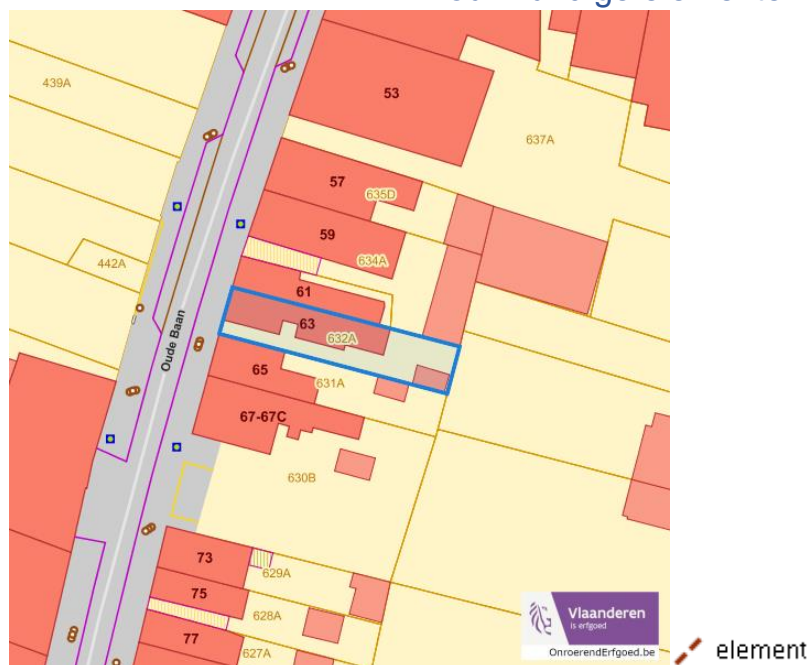 439A
53
637A
57
635D
59
634A
442A
61
63
632A
Oude Baan
65
631A
67-67C
630B
73
629A
75
628A
77
627A
Vlaanderen
is erfgoed
OnroerendErfgoed.be
element